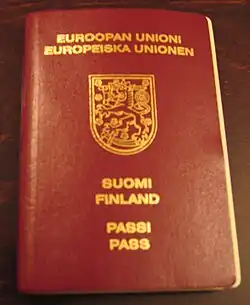 EUROOPAN UNIONI
EUROPEISKA UNIONEN
SUOMI
FINLAND
PASSI
PASS